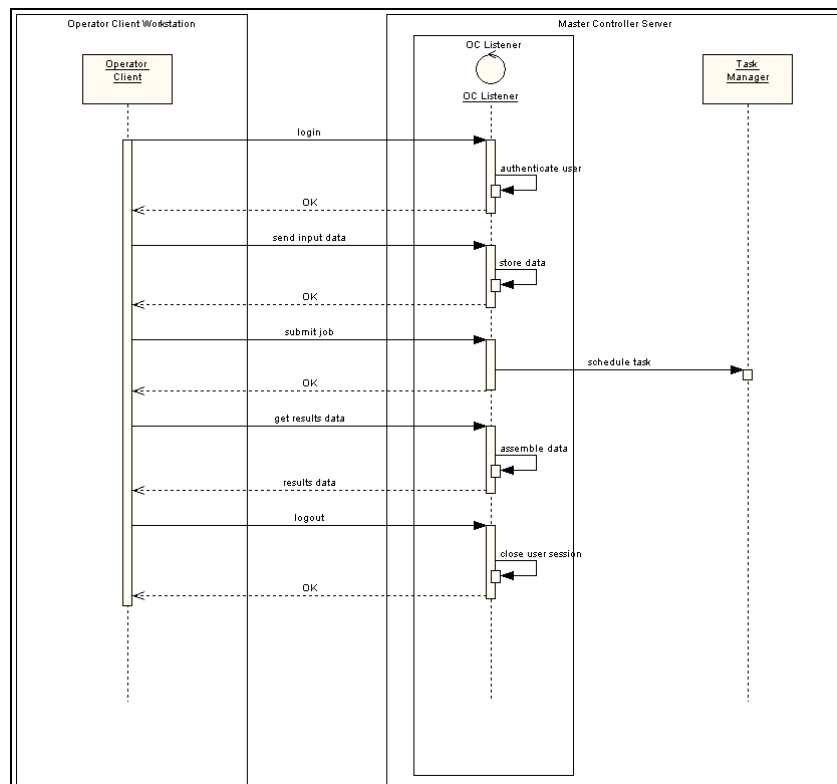 Operator Client Workstation
Master Controller Server
OC Listener
Operator
Client
OC Listener
Task
Manager
login
authenticate user
OK
send input data
store data
OK
submit job
schedule task
OK
get results data
assemble data
results data
logout
close user session
OK